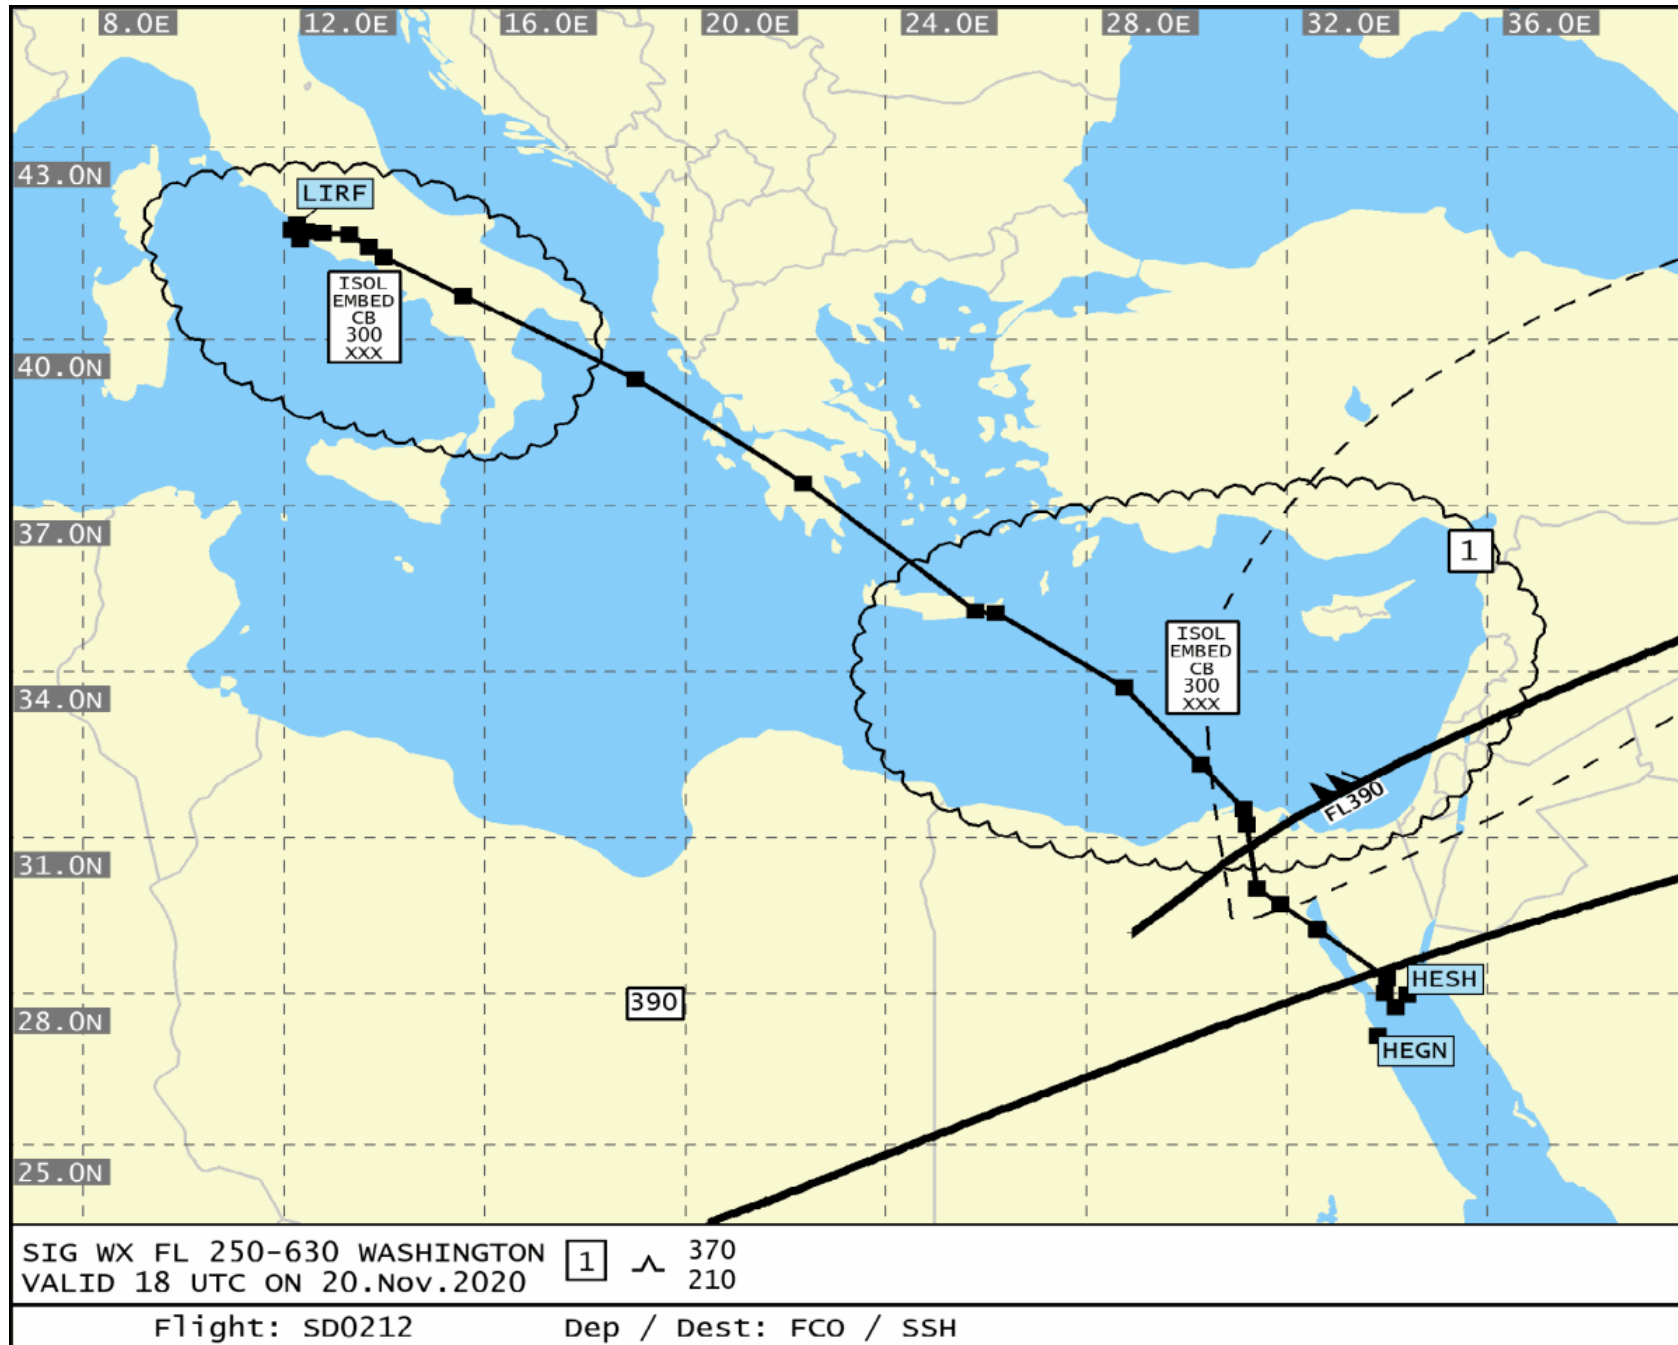 8.0E 12.0E 16.0E 20.0E 24.0E 28.0E 32.0E 36.0E
43.0N
LIRF
ISOL
EMBED
CB
300
XXX
40.0N
37.0N
1
ISOL
EMBED
CB
300
XXX
34.0N
FL390
31.0N
HESH
390
28.0N
HEGN
25.0N
SIG WX FL 250-630 WASHINGTON 1 370
VALID 18 UTC ON 20.Nov.2020 210
Flight: SD0212 Dep / Dest: FCO / SSH